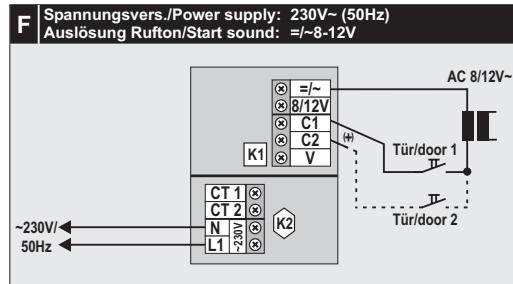 F
Spannungsvers./Power supply: 230V~ (50Hz)
Auslösung Rufton/Start sound: =/~8-12V
AC 8/12V~
=/~
8/12V
C1
C2
V
K1
(+)
Tür/door 1
Tür/door 2
CT 1
CT 2
N
L1
~230V
K2
~230V/
50Hz